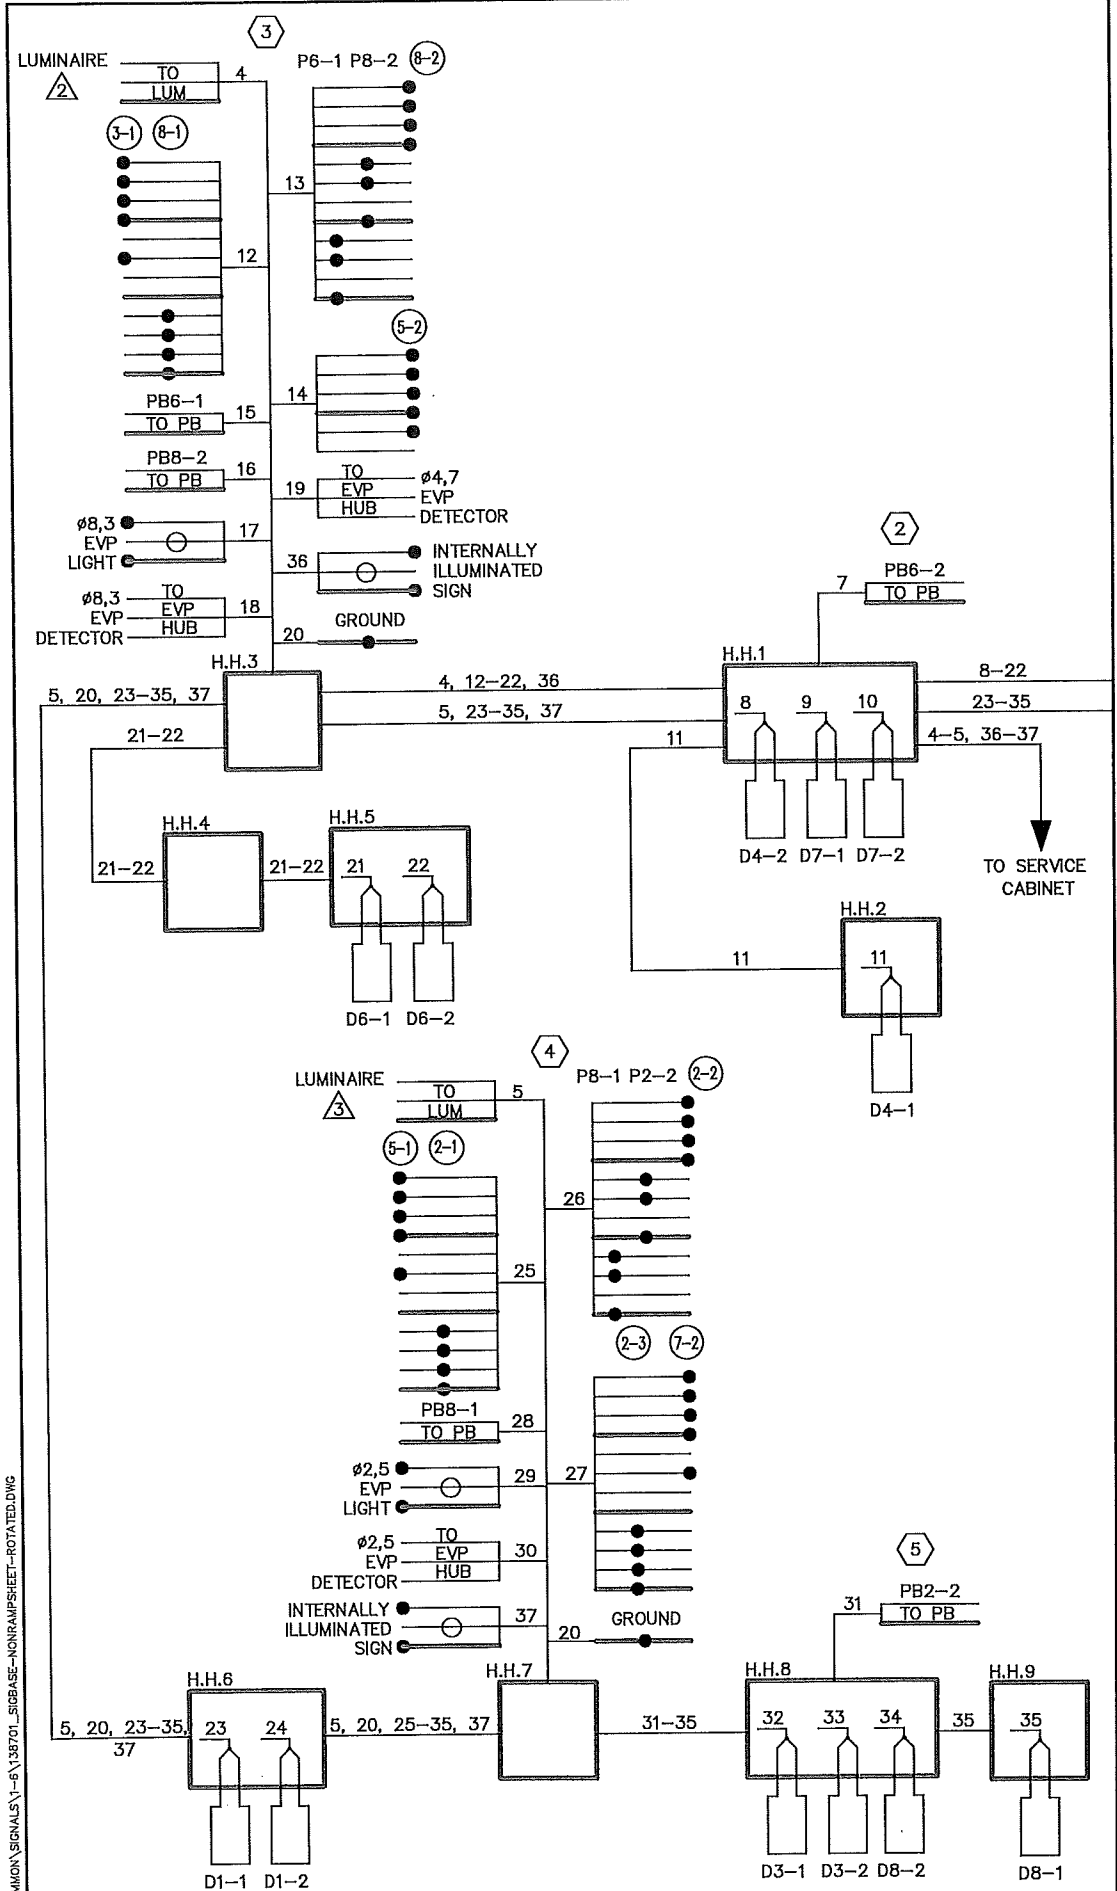 3
LUMINAIRE
2
TO
LUM
4
P6-1 P8-2 8-2
3-1 8-1
13
12
5-2
14
PB6-1
TO PB
15
PB8-2
TO PB
16
19
TO
EVP
HUB
ø4,7
EVP
DETECTOR
ø8,3
EVP
LIGHT
17
36
INTERNALLY
ILLUMINATED
SIGN
ø8,3
EVP
DETECTOR
TO
EVP
HUB
18
20
GROUND
2
7
PB6-2
TO PB
H.H.3
5, 20, 23-35, 37
4, 12-22, 36
5, 23-35, 37
21-22
H.H.1
8
9
10
8-22
23-35
4-5, 36-37
11
D4-2 D7-1 D7-2
TO SERVICE
CABINET
H.H.4
21-22
21-22
H.H.5
21
22
D6-1 D6-2
H.H.2
11
11
D4-1
4
LUMINAIRE
3
TO
LUM
5
P8-1 P2-2 2-2
5-1 2-1
26
25
2-3 7-2
PB8-1
TO PB
28
ø2,5
EVP
LIGHT
29
27
ø2,5
EVP
DETECTOR
TO
EVP
HUB
30
INTERNALLY
ILLUMINATED
SIGN
37
20
GROUND
5
31
PB2-2
TO PB
H.H.6
5, 20, 23-35,
37
23
24
D1-1 D1-2
5, 20, 25-35, 37
H.H.7
31-35
H.H.8
32
33
34
D3-1 D3-2 D8-2
35
H.H.9
35
D8-1
MMON\SIGNALS\1-6\138701_SIGBASE-NONRAMPSHEET-ROTATED.DWG